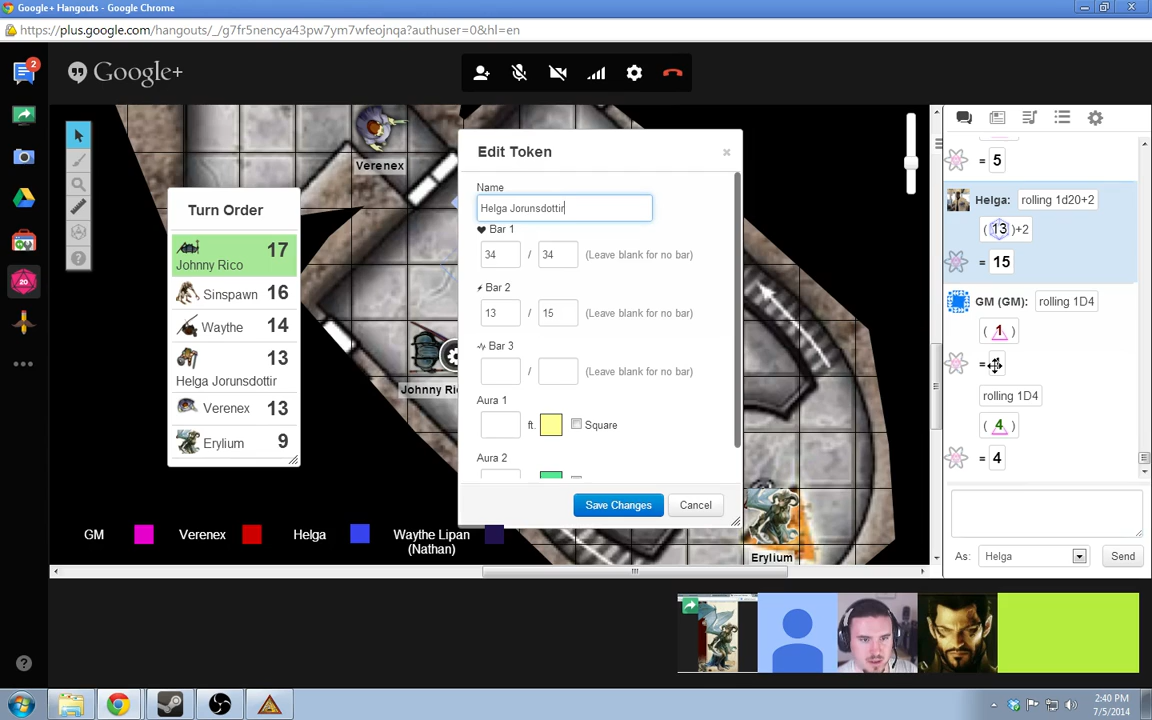 Google+ Hangouts - Google Chrome
https://plus.google.com/hangouts/_/g7fr5nencya43pw7ym7wfeojnqa?authuser=0&hl=en
2
Google+
Verenex
Turn Order
Johnny Rico 17
Sinspawn 16
Waythe 14
Helga Jorunsdottir 13
Verenex 13
Erylium 9
Johnny Ric
Edit Token
×
Name
Helga Jorunsdottir
Bar 1
34 / 34 (Leave blank for no bar)
Bar 2
13 / 15 (Leave blank for no bar)
Bar 3
/ (Leave blank for no bar)
Aura 1
ft. Square
Aura 2
Save Changes Cancel
Erylium
GM Verenex Helga Waythe Lipan
(Nathan)
= 5
Helga: rolling 1d20+2
(13)+2
= 15
GM (GM): rolling 1D4
(1)
=
rolling 1D4
(4)
= 4
As: Helga Send
20
?
2:40 PM
7/5/2014